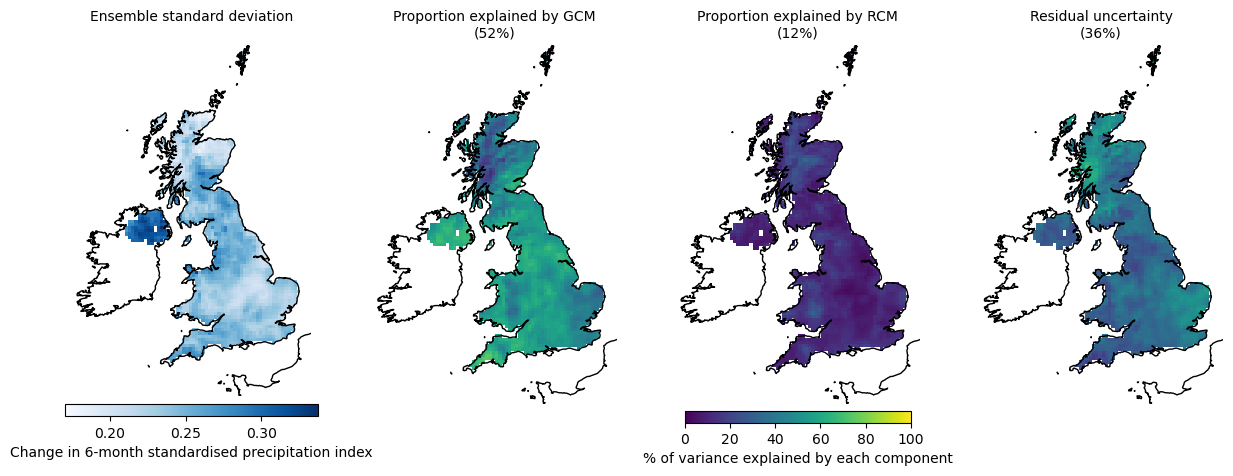 Ensemble standard deviation
Proportion explained by GCM
(52%)
Proportion explained by RCM
(12%)
Residual uncertainty
(36%)
0.20 0.25 0.30
Change in 6-month standardised precipitation index
0 20 40 60 80 100
% of variance explained by each component